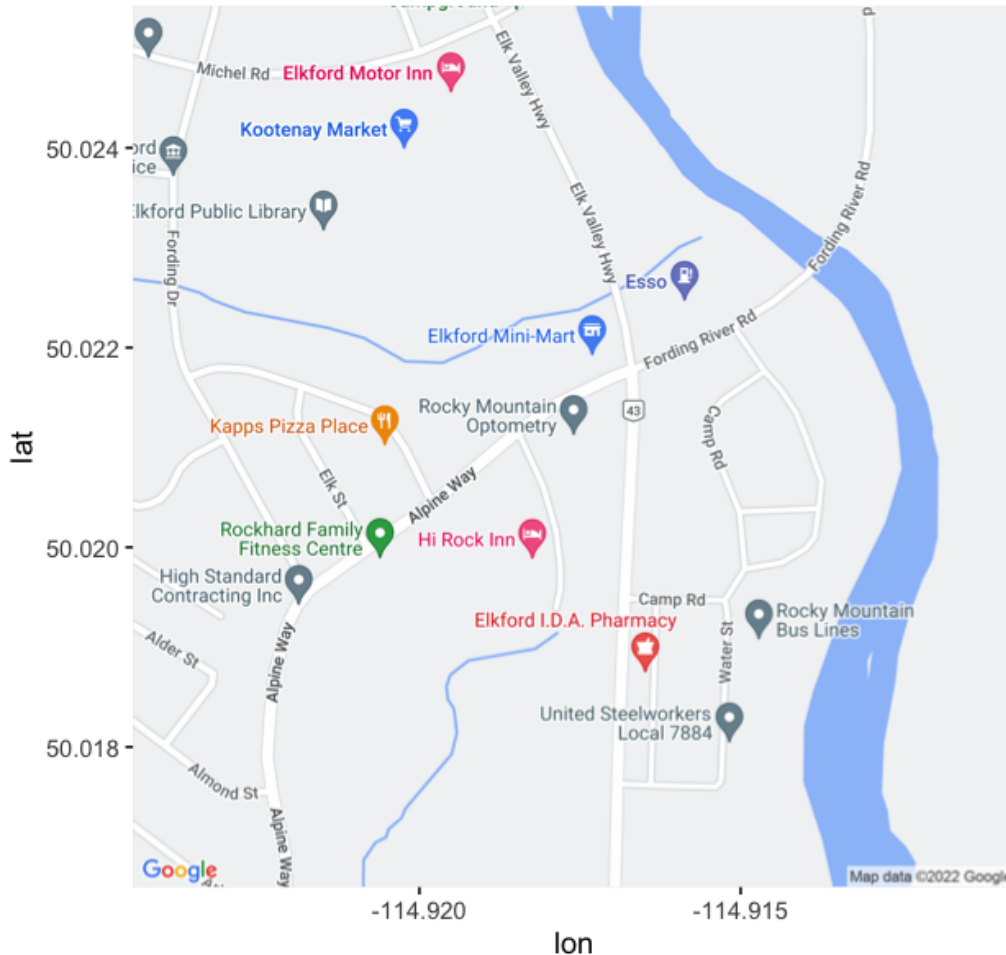 Michel Rd
Elkford Motor Inn
Elk Valley Hwy
Kootenay Market
50.024
Elkford Public Library
Fording River Rd
Elk Valley Hwy
Fording Dr
Esso
Elkford Mini-Mart
Fording River Rd
50.022
Rocky Mountain
Optometry
43
Kapps Pizza Place
Camp Rd
lat
Elk St
Alpine Way
Rockhard Family
Fitness Centre
50.020
Hi Rock Inn
High Standard
Contracting Inc
Camp Rd
Elkford I.D.A. Pharmacy
Rocky Mountain
Bus Lines
Alder St
Alpine Way
Water St
United Steelworkers
Local 7884
50.018
Almond St
Alpine Way
Google
Map data ©2022 Google
-114.920
-114.915
lon